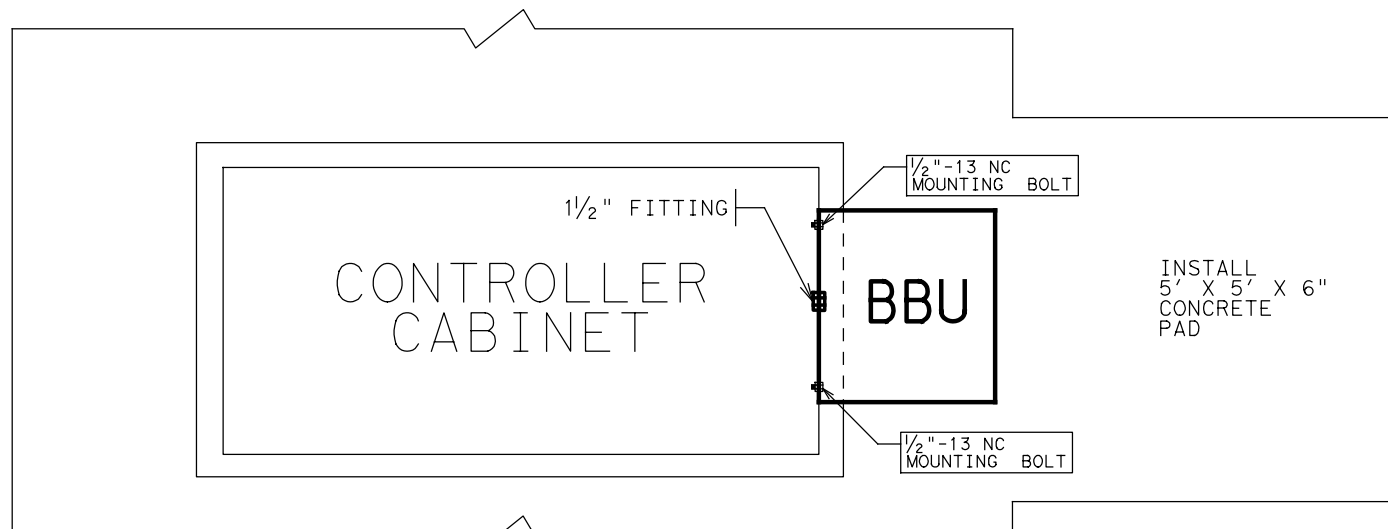 ½"-13 NC
MOUNTING BOLT
1½" FITTING
CONTROLLER
CABINET
BBU
INSTALL
5' X 5' X 6"
CONCRETE
PAD
½"-13 NC
MOUNTING BOLT